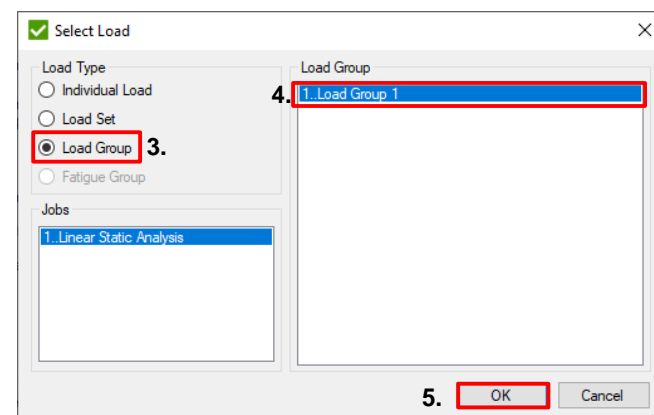 Select Load
Load Type
Individual Load
Load Set
Load Group 3.
Fatigue Group
Jobs
1..Linear Static Analysis
Load Group
4. 1..Load Group 1
5. OK Cancel